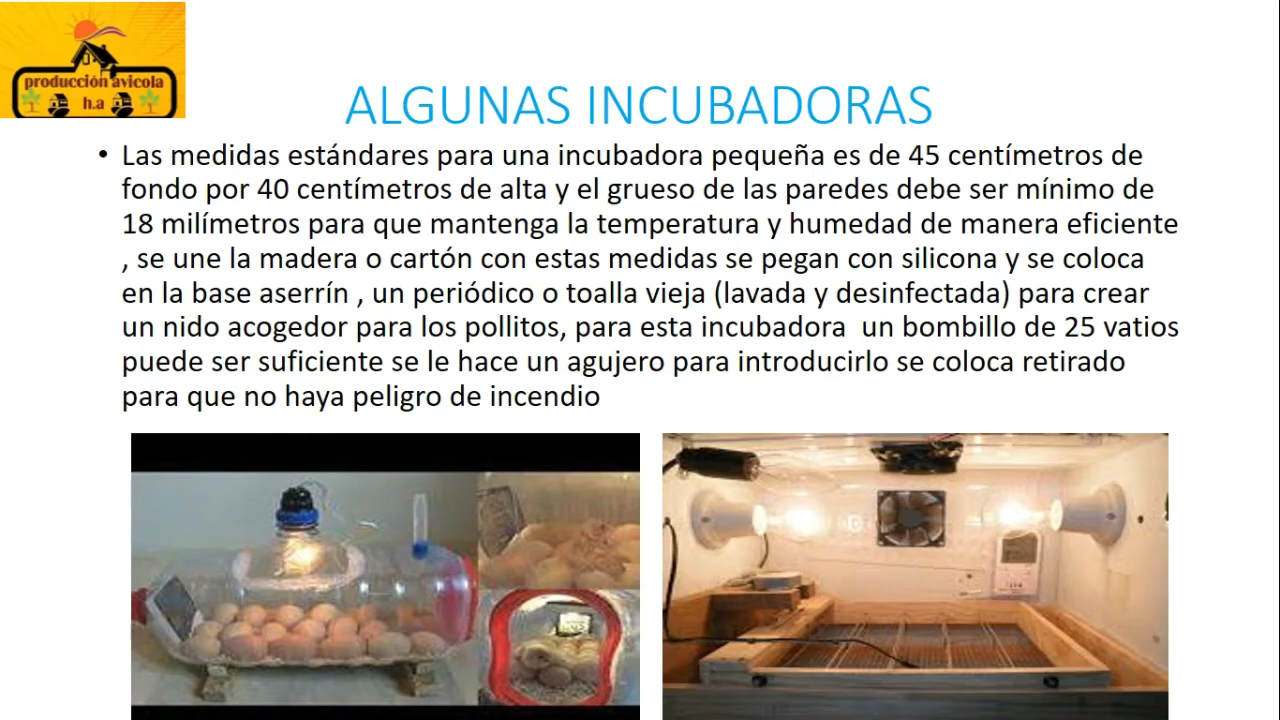 producción avicola
h.a
ALGUNAS INCUBADORAS
• Las medidas estándares para una incubadora pequeña es de 45 centímetros de
fondo por 40 centímetros de alta y el grueso de las paredes debe ser mínimo de
18 milímetros para que mantenga la temperatura y humedad de manera eficiente
, se une la madera o cartón con estas medidas se pegan con silicona y se coloca
en la base aserrín , un periódico o toalla vieja (lavada y desinfectada) para crear
un nido acogedor para los pollitos, para esta incubadora  un bombillo de 25 vatios
puede ser suficiente se le hace un agujero para introducirlo se coloca retirado
para que no haya peligro de incendio